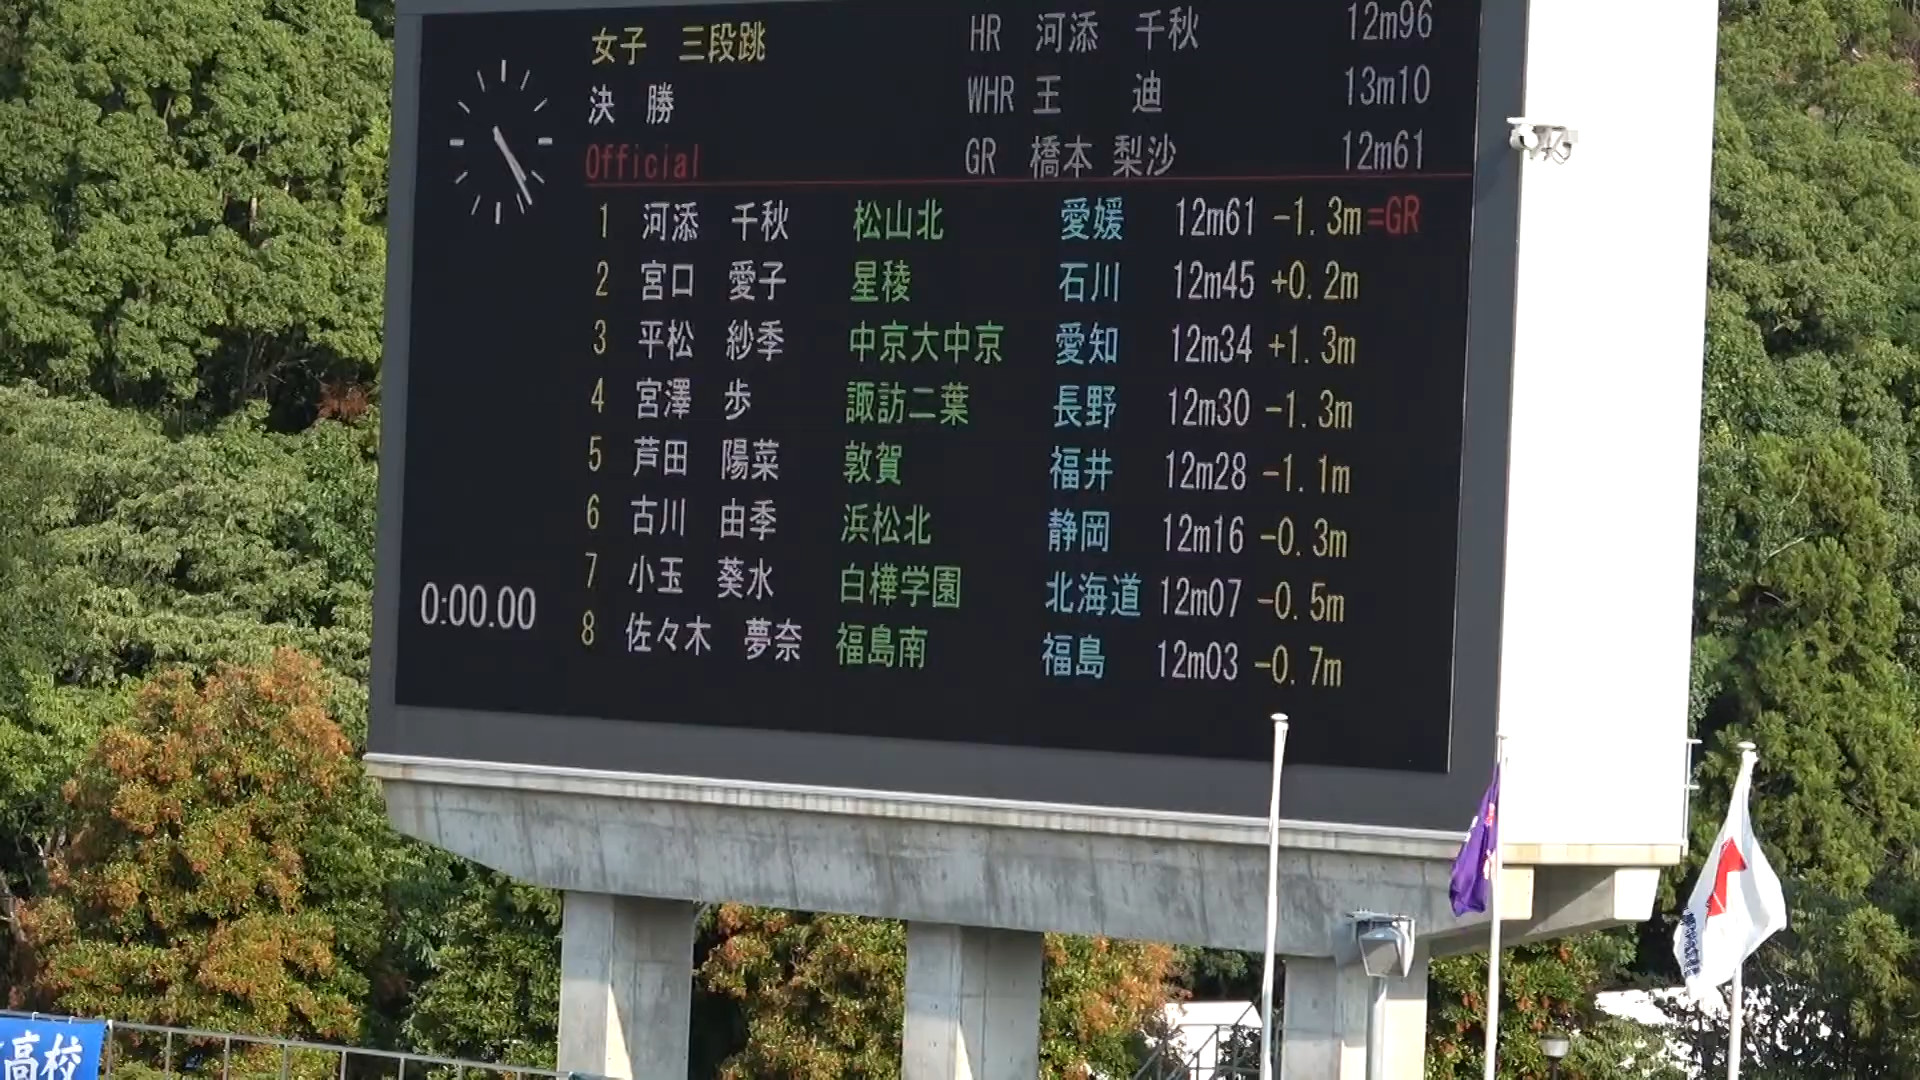 女子 三段跳 HR 河添 千秋 12m96
決 勝 WHR 王 迪 13m10
Official GR 橋本 梨沙 12m61
1 河添 千秋 松山北 愛媛 12m61 -1.3m =GR
2 宮口 愛子 星稜 石川 12m45 +0.2m
3 平松 紗季 中京大中京 愛知 12m34 +1.3m
4 宮澤 歩 諏訪二葉 長野 12m30 -1.3m
5 芦田 陽菜 敦賀 福井 12m28 -1.1m
6 古川 由季 浜松北 静岡 12m16 -0.3m
7 小玉 葵水 白樺学園 北海道 12m07 -0.5m
8 佐々木 夢奈 福島南 福島 12m03 -0.7m
0:00.00
高校